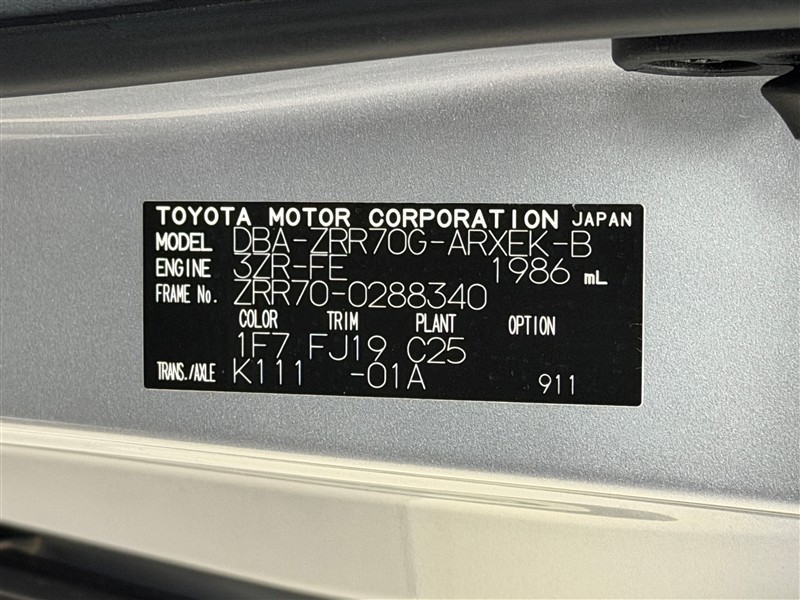 TOYOTA MOTOR CORPORATION JAPAN
MODEL DBA-ZRR70G-ARXEK-B
ENGINE 3ZR-FE 1986 mL
FRAME No. ZRR70-0288340
COLOR TRIM PLANT OPTION
1F7 FJ19 C25
TRANS./AXLE K111 -01A 911